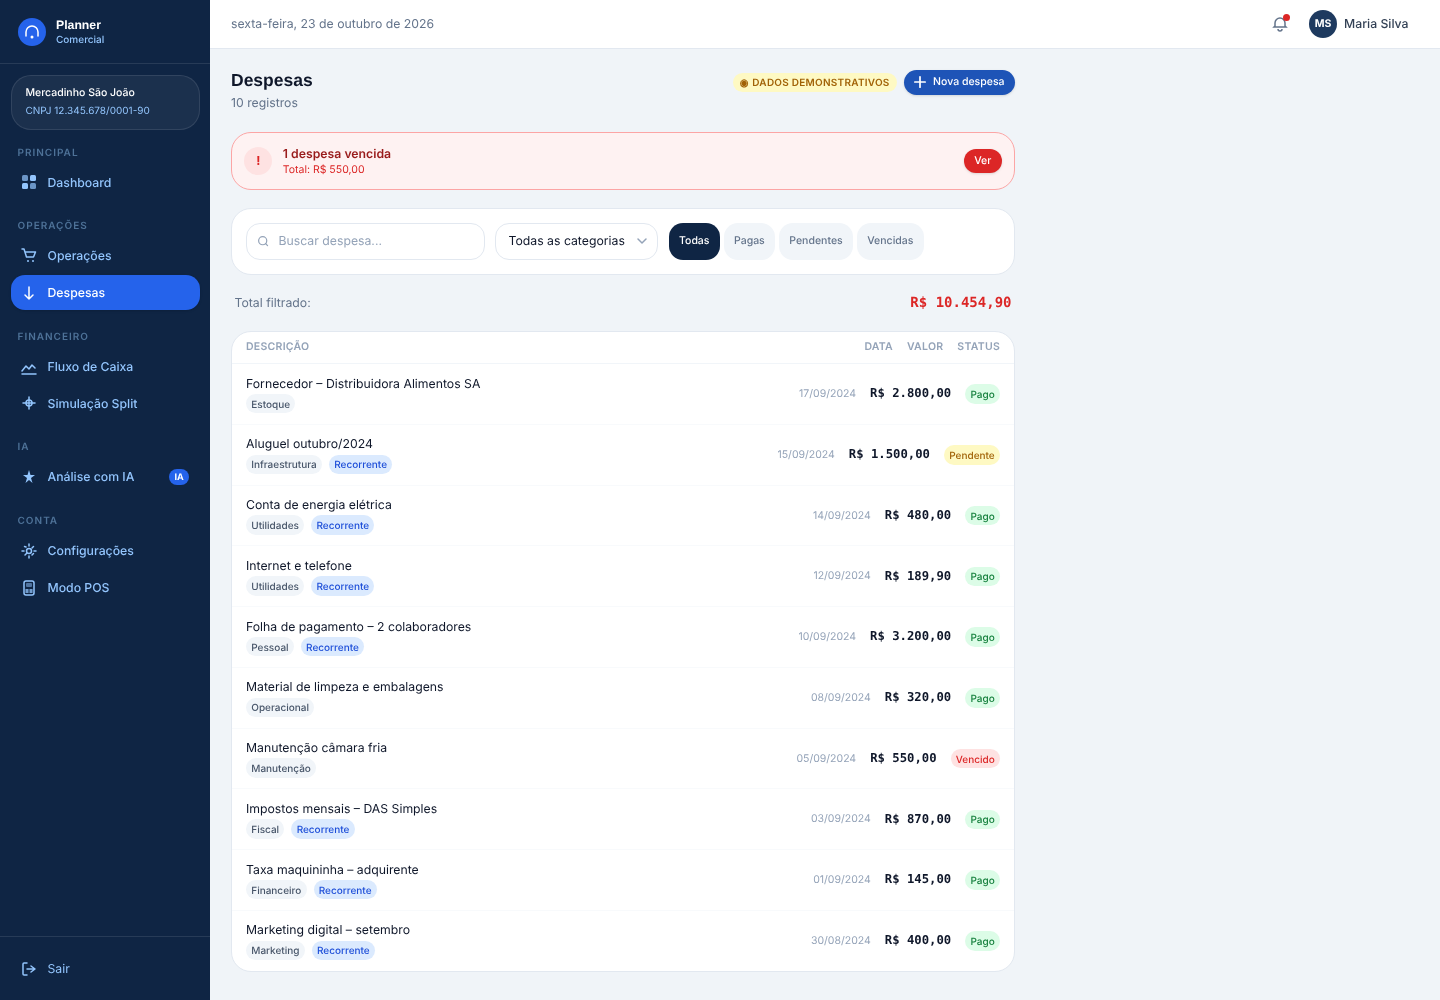 Planner
Comercial
Mercadinho São João
CNPJ 12.345.678/0001-90
PRINCIPAL
Dashboard
OPERAÇÕES
Operações
Despesas
FINANCEIRO
Fluxo de Caixa
Simulação Split
IA
Análise com IA
IA
CONTA
Configurações
Modo POS
Sair
sexta-feira, 23 de outubro de 2026
MS
Maria Silva
Despesas
10 registros
DADOS DEMONSTRATIVOS
Nova despesa
!
1 despesa vencida
Total: R$ 550,00
Ver
Buscar despesa...
Todas as categorias
Todas
Pagas
Pendentes
Vencidas
Total filtrado:
R$ 10.454,90
DESCRIÇÃO
DATA
VALOR
STATUS
Fornecedor – Distribuidora Alimentos SA
Estoque
17/09/2024
R$ 2.800,00
Pago
Aluguel outubro/2024
Infraestrutura
Recorrente
15/09/2024
R$ 1.500,00
Pendente
Conta de energia elétrica
Utilidades
Recorrente
14/09/2024
R$ 480,00
Pago
Internet e telefone
Utilidades
Recorrente
12/09/2024
R$ 189,90
Pago
Folha de pagamento – 2 colaboradores
Pessoal
Recorrente
10/09/2024
R$ 3.200,00
Pago
Material de limpeza e embalagens
Operacional
08/09/2024
R$ 320,00
Pago
Manutenção câmara fria
Manutenção
05/09/2024
R$ 550,00
Vencido
Impostos mensais – DAS Simples
Fiscal
Recorrente
03/09/2024
R$ 870,00
Pago
Taxa maquininha – adquirente
Financeiro
Recorrente
01/09/2024
R$ 145,00
Pago
Marketing digital – setembro
Marketing
Recorrente
30/08/2024
R$ 400,00
Pago